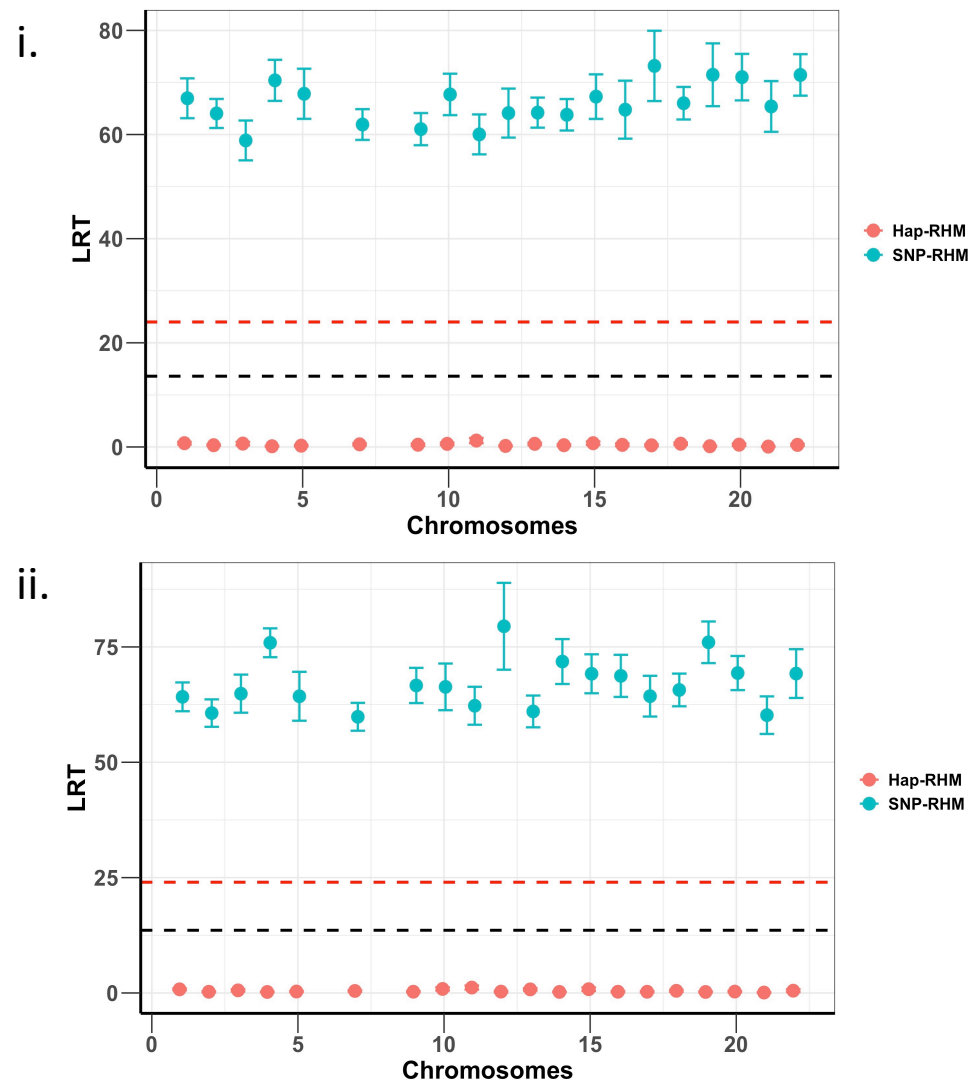 i.
80
60
40
20
0
LRT
0 5 10 15 20
Chromosomes
Hap-RHM
SNP-RHM
ii.
75
50
25
0
LRT
0 5 10 15 20
Chromosomes
Hap-RHM
SNP-RHM